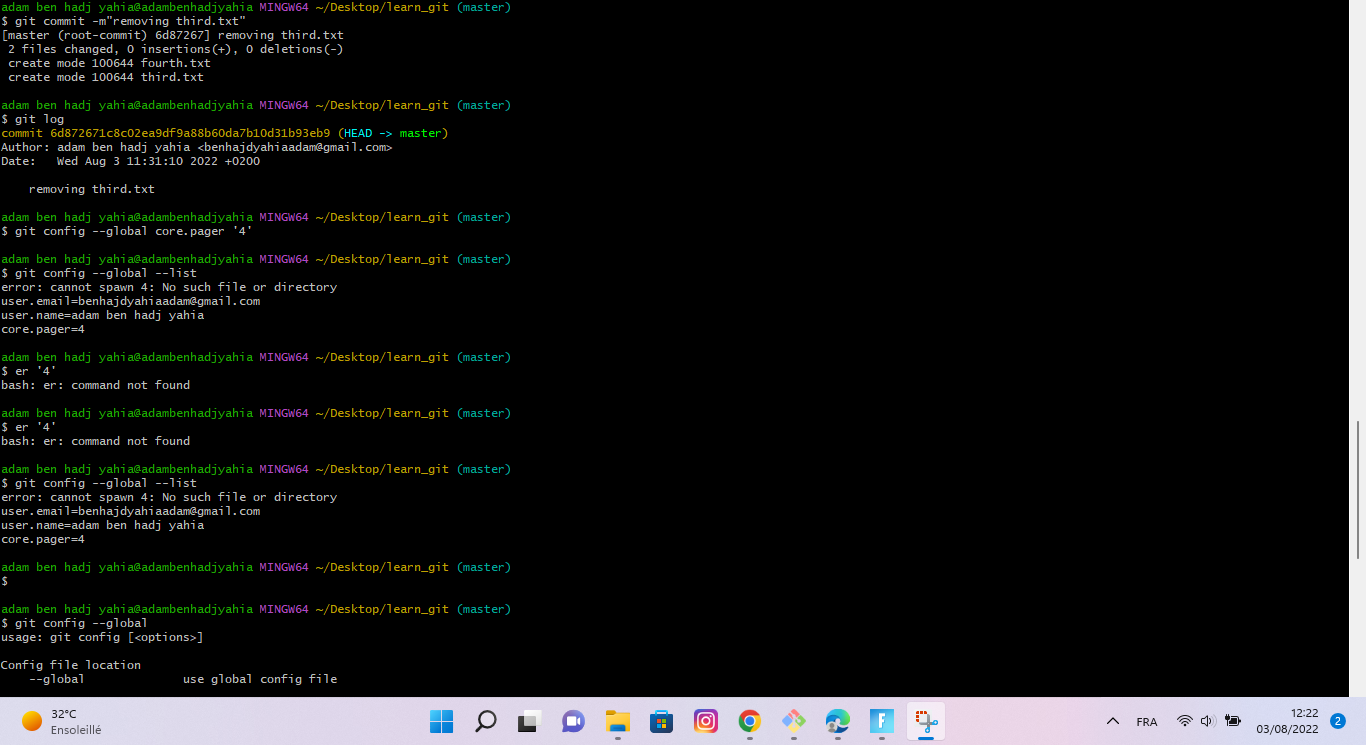 adam ben hadj yahia@adambenhadjyahia MINGW64 ~/Desktop/learn_git (master)
$ git commit -m"removing third.txt"
[master (root-commit) 6d87267] removing third.txt
 2 files changed, 0 insertions(+), 0 deletions(-)
 create mode 100644 fourth.txt
 create mode 100644 third.txt

adam ben hadj yahia@adambenhadjyahia MINGW64 ~/Desktop/learn_git (master)
$ git log
commit 6d872671c8c02ea9df9a88b60da7b10d31b93eb9 (HEAD -> master)
Author: adam ben hadj yahia <benhajdyahiaadam@gmail.com>
Date:   Wed Aug 3 11:31:10 2022 +0200

    removing third.txt

adam ben hadj yahia@adambenhadjyahia MINGW64 ~/Desktop/learn_git (master)
$ git config --global core.pager '4'

adam ben hadj yahia@adambenhadjyahia MINGW64 ~/Desktop/learn_git (master)
$ git config --global --list
error: cannot spawn 4: No such file or directory
user.email=benhajdyahiaadam@gmail.com
user.name=adam ben hadj yahia
core.pager=4

adam ben hadj yahia@adambenhadjyahia MINGW64 ~/Desktop/learn_git (master)
$ er '4'
bash: er: command not found

adam ben hadj yahia@adambenhadjyahia MINGW64 ~/Desktop/learn_git (master)
$ er '4'
bash: er: command not found

adam ben hadj yahia@adambenhadjyahia MINGW64 ~/Desktop/learn_git (master)
$ git config --global --list
error: cannot spawn 4: No such file or directory
user.email=benhajdyahiaadam@gmail.com
user.name=adam ben hadj yahia
core.pager=4

adam ben hadj yahia@adambenhadjyahia MINGW64 ~/Desktop/learn_git (master)
$

adam ben hadj yahia@adambenhadjyahia MINGW64 ~/Desktop/learn_git (master)
$ git config --global
usage: git config [<options>]

Config file location
    --global              use global config file
32°C
Ensoleillé
F
FRA
12:22
03/08/2022
2